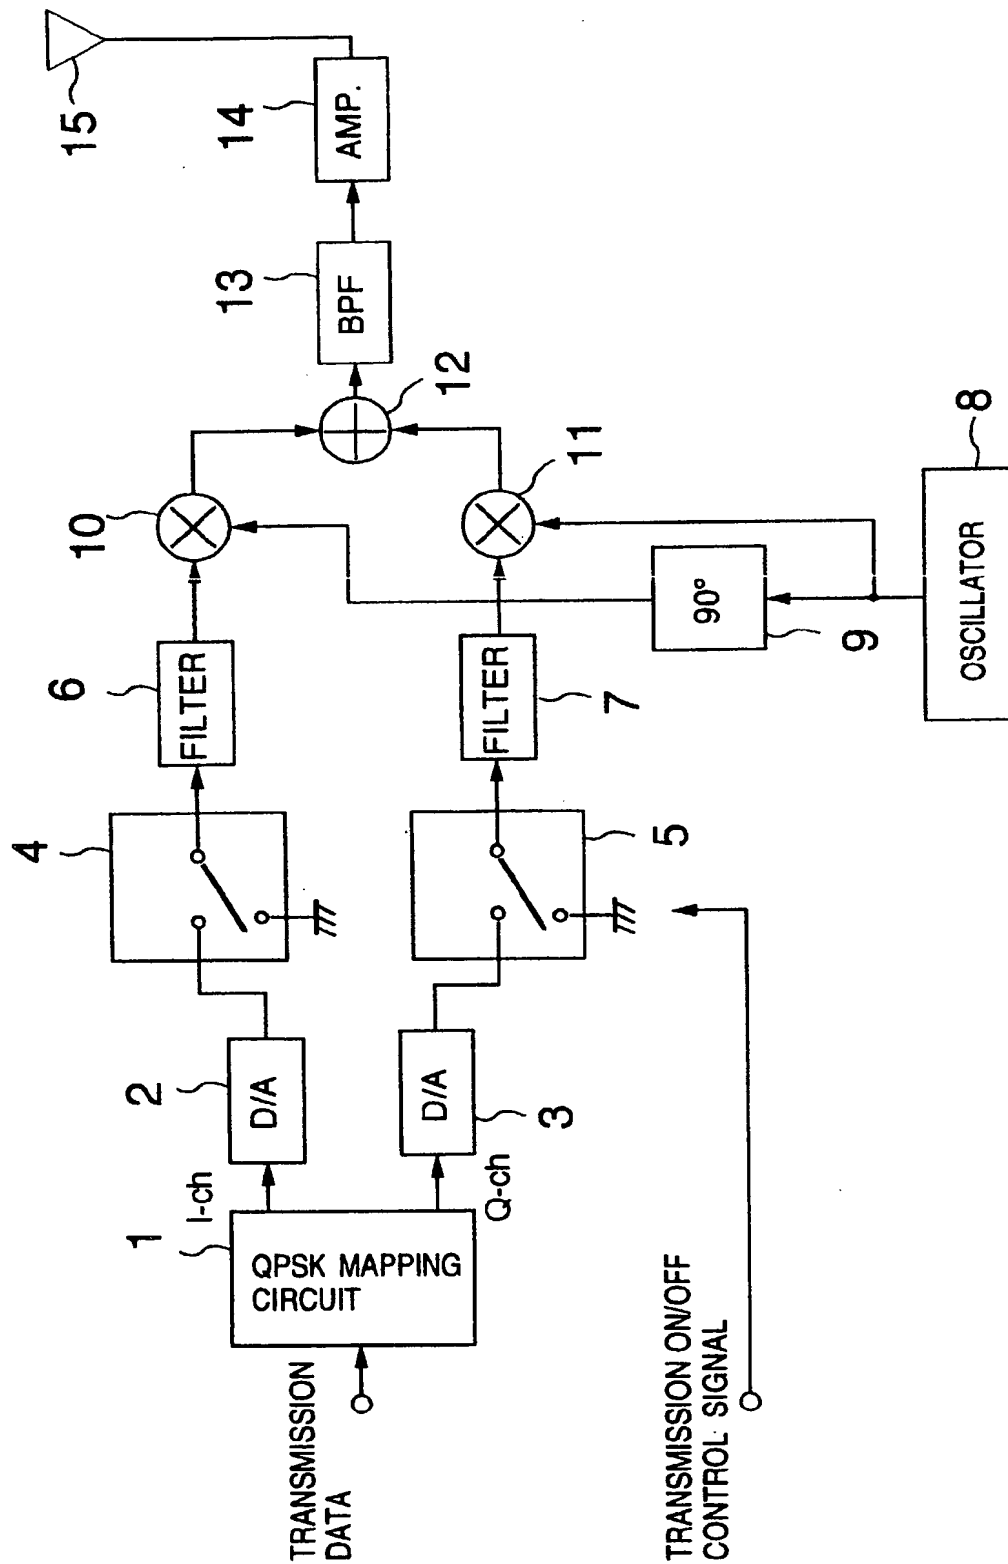 TRANSMISSION
DATA
1
QPSK MAPPING
CIRCUIT
I-ch
Q-ch
2
D/A
3
D/A
4
5
6
FILTER
7
FILTER
10
11
12
13
BPF
14
AMP.
15
90°
9
OSCILLATOR
8
TRANSMISSION ON/OFF
CONTROL SIGNAL